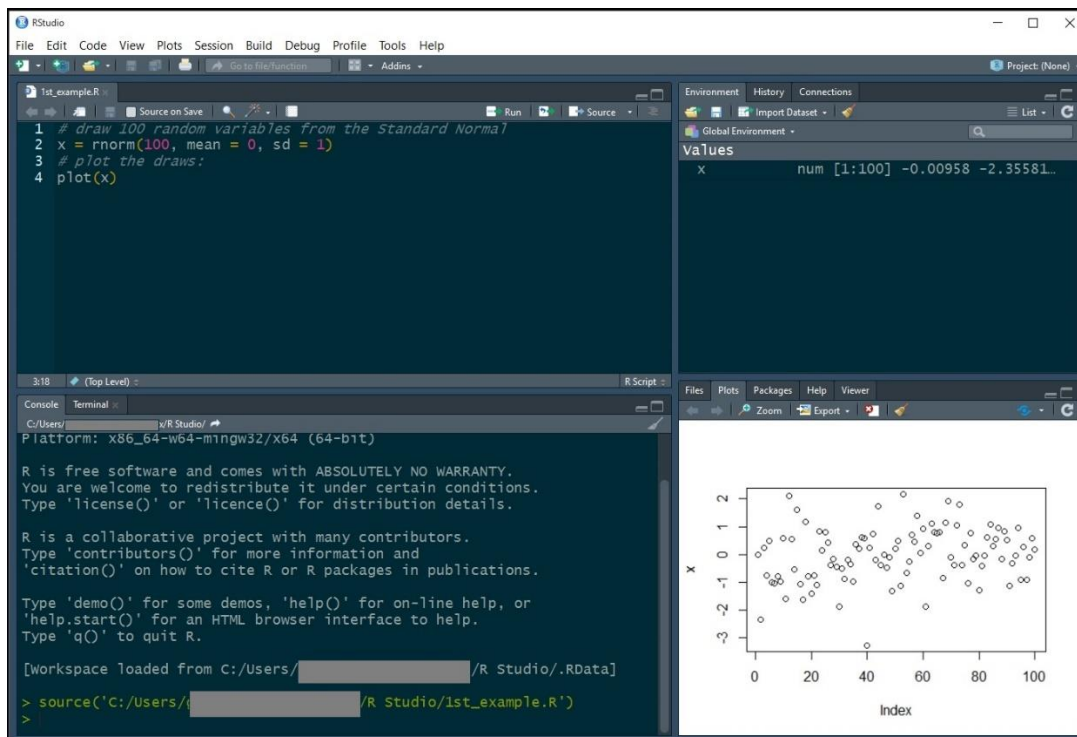 RStudio
File Edit Code View Plots Session Build Debug Profile Tools Help
Go to file/function Addins Project: (None)
1st_example.R
Source on Save Run Source
1 # draw 100 random variables from the Standard Normal
2 x = rnorm(100, mean = 0, sd = 1)
3 # plot the draws:
4 plot(x)
3:18 (Top Level) R Script
Console Terminal
C:/Users/ x/R Studio/
Platform: x86_64-w64-mingw32/x64 (64-bit)
R is free software and comes with ABSOLUTELY NO WARRANTY.
You are welcome to redistribute it under certain conditions.
Type 'license()' or 'licence()' for distribution details.
R is a collaborative project with many contributors.
Type 'contributors()' for more information and
'citation()' on how to cite R or R packages in publications.
Type 'demo()' for some demos, 'help()' for on-line help, or
'help.start()' for an HTML browser interface to help.
Type 'q()' to quit R.
[Workspace loaded from C:/Users/ /R Studio/.RData]
> source('C:/Users/ /R Studio/1st_example.R')
>
Environment History Connections
Import Dataset List
Global Environment
Values
x num [1:100] -0.00958 -2.35581…
Files Plots Packages Help Viewer
Zoom Export
2
1
0
-1
-2
-3
x
0 20 40 60 80 100
Index